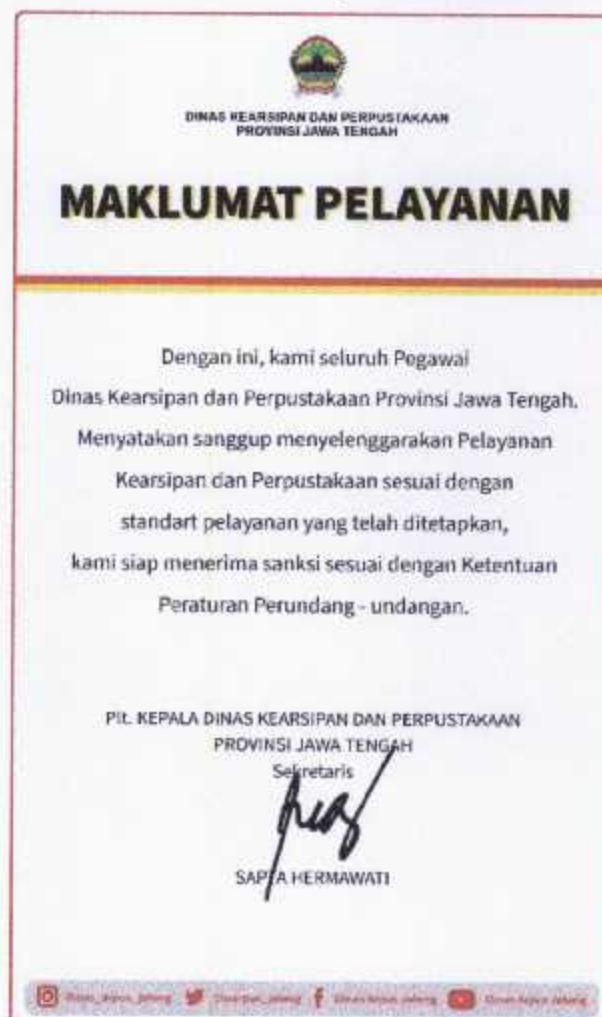 DINAS KEARSIPAN DAN PERPUSTAKAAN
PROVINSI JAWA TENGAH
MAKLUMAT PELAYANAN
Dengan ini, kami seluruh Pegawai
Dinas Kearsipan dan Perpustakaan Provinsi Jawa Tengah.
Menyatakan sanggup menyelenggarakan Pelayanan
Kearsipan dan Perpustakaan sesuai dengan
standart pelayanan yang telah ditetapkan,
kami siap menerima sanksi sesuai dengan Ketentuan
Peraturan Perundang - undangan.
Plt. KEPALA DINAS KEARSIPAN DAN PERPUSTAKAAN
PROVINSI JAWA TENGAH
Sekretaris
HERMAWATI